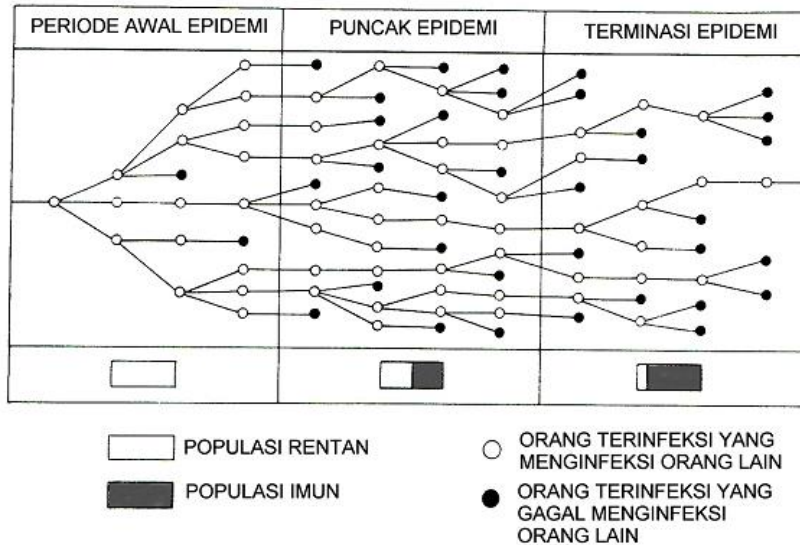 PERIODE AWAL EPIDEMI
PUNCAK EPIDEMI
TERMINASI EPIDEMI
POPULASI RENTAN
POPULASI IMUN
ORANG TERINFEKSI YANG
MENGINFEKSI ORANG LAIN
ORANG TERINFEKSI YANG
GAGAL MENGINFEKSI
ORANG LAIN